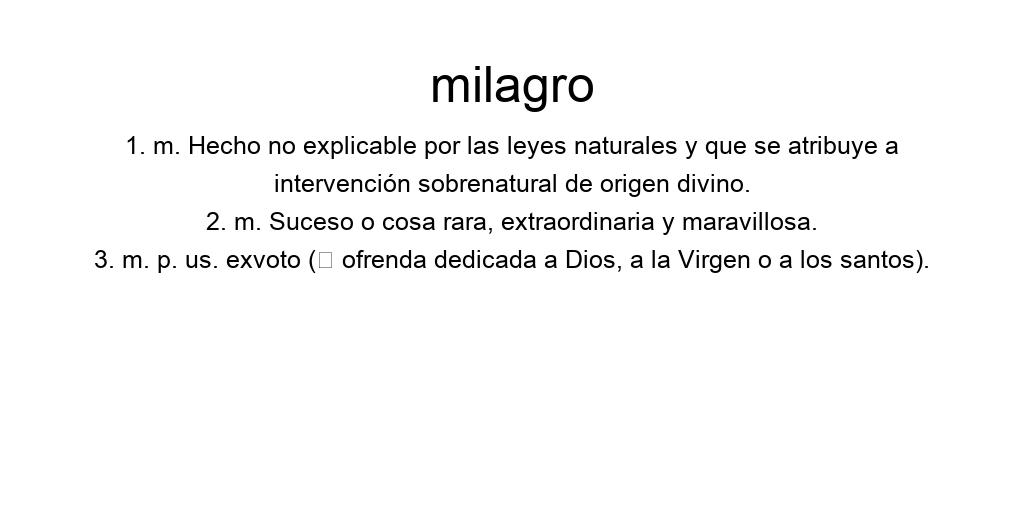 milagro
1. m. Hecho no explicable por las leyes naturales y que se atribuye a
intervención sobrenatural de origen divino.
2. m. Suceso o cosa rara, extraordinaria y maravillosa.
3. m. p. us. exvoto (□ ofrenda dedicada a Dios, a la Virgen o a los santos).